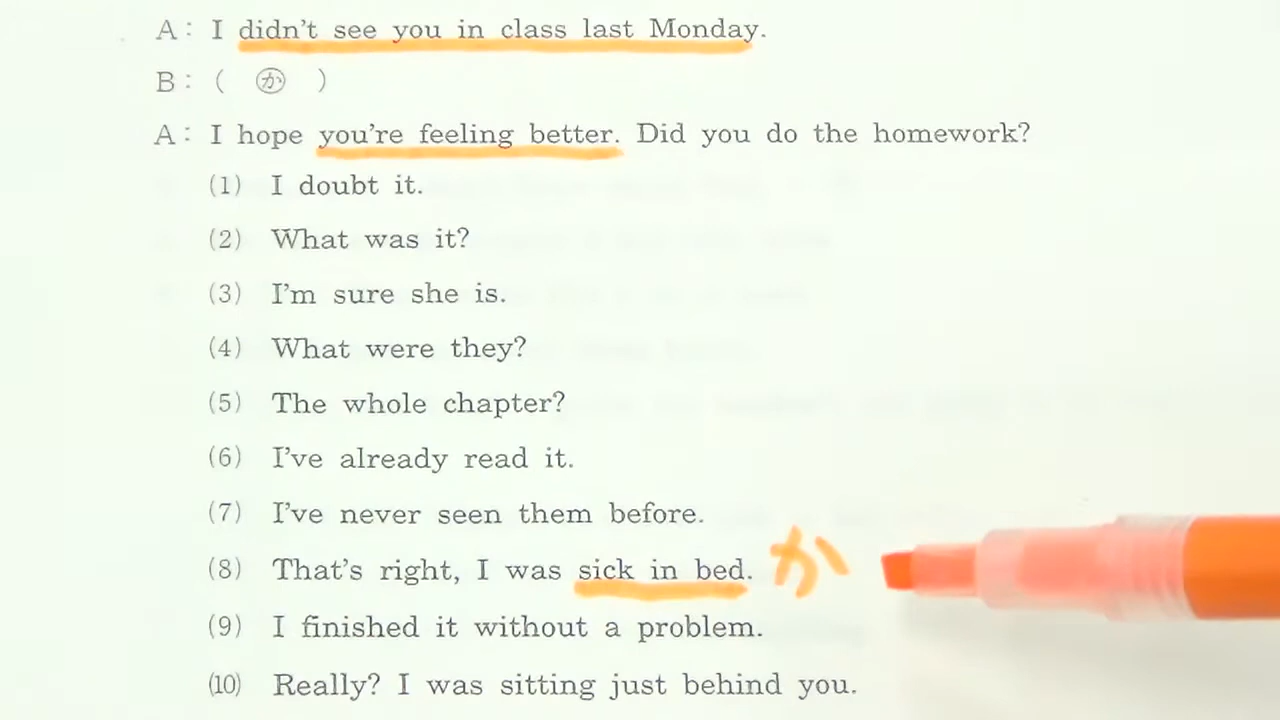 A: I didn't see you in class last Monday.
B: ( ㋕ )
A: I hope you're feeling better. Did you do the homework?
(1) I doubt it.
(2) What was it?
(3) I'm sure she is.
(4) What were they?
(5) The whole chapter?
(6) I've already read it.
(7) I've never seen them before.
(8) That's right, I was sick in bed. か
(9) I finished it without a problem.
(10) Really? I was sitting just behind you.